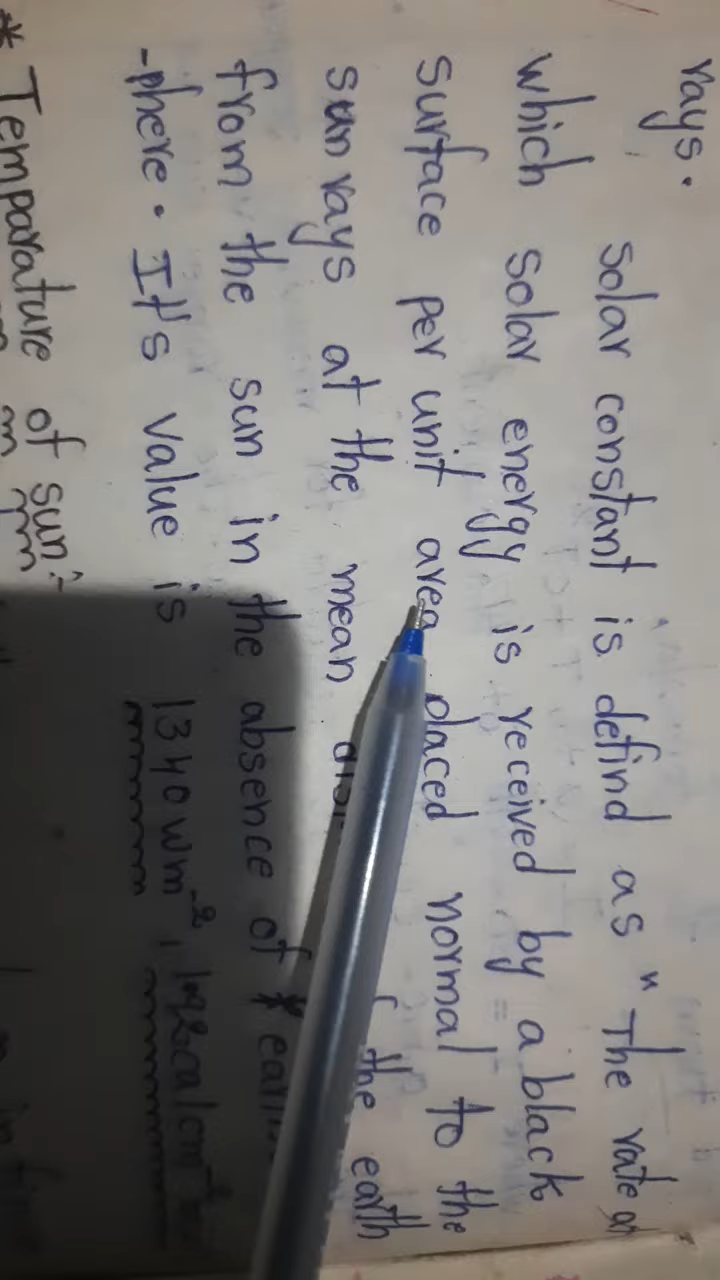 rays.
Solar constant is defind as " The rate at
which solar energy is received by a black
surface per unit area placed normal to the
sun rays at the mean the earth
from the sun in the absence of
-phere. It's value is 1340 wm⁻²,
* Temparature of sun:-